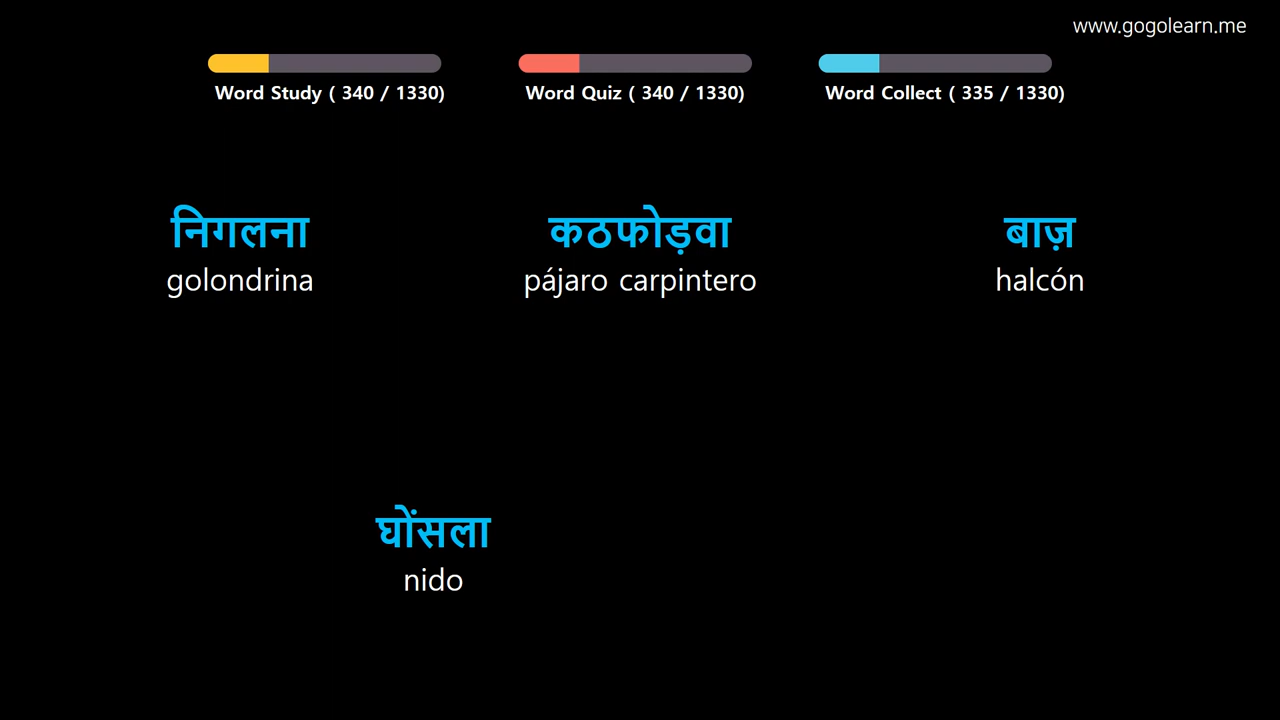 www.gogolearn.me
Word Study ( 340 / 1330)
Word Quiz ( 340 / 1330)
Word Collect ( 335 / 1330)
निगलना
golondrina
कठफोड़वा
pájaro carpintero
बाज़
halcón
घोंसला
nido